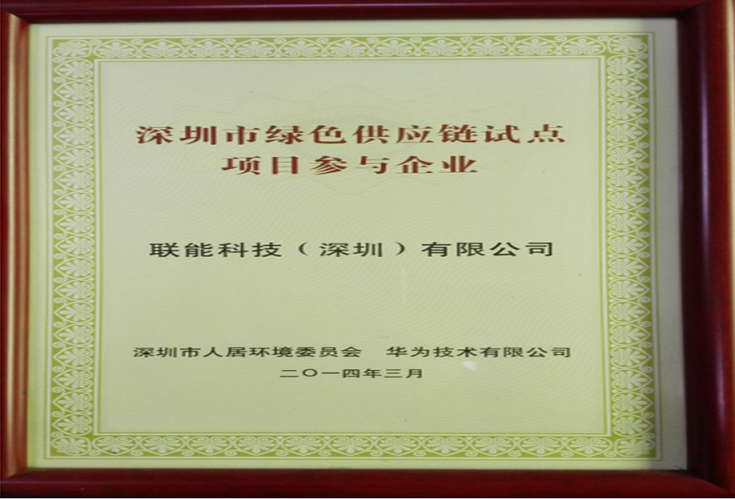 深圳市绿色供应链试点
项目参与企业
联能科技（深圳）有限公司
深圳市人居环境委员会　华为技术有限公司
二〇一四年三月